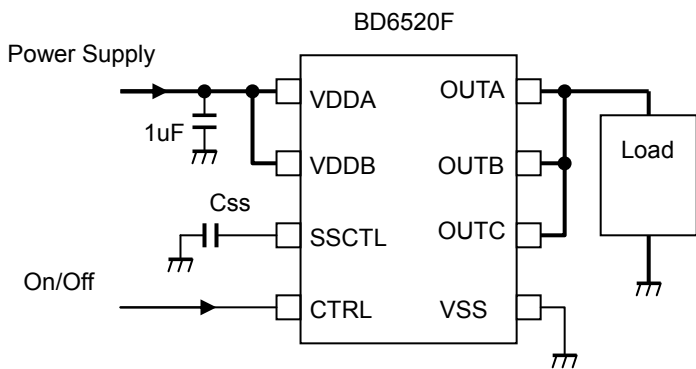 BD6520F
Power Supply
VDDA
OUTA
1uF
Load
VDDB
OUTB
Css
SSCTL
OUTC
On/Off
CTRL
VSS